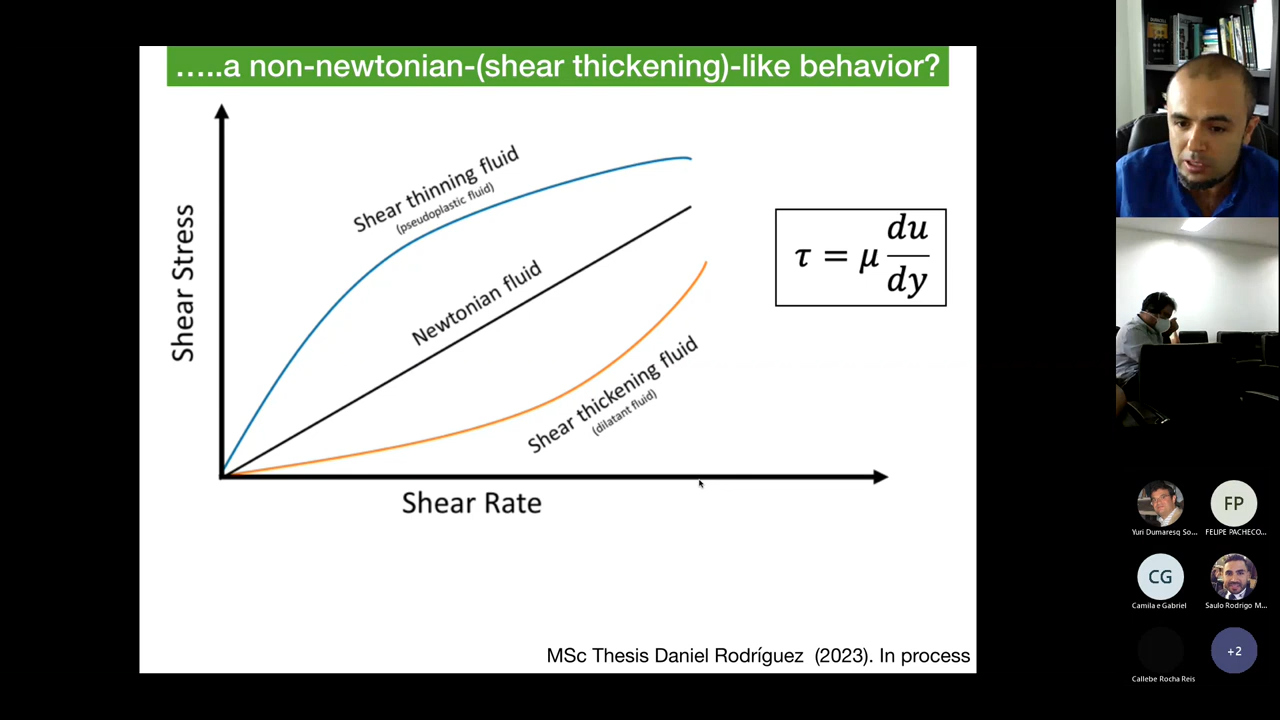 …..a non-newtonian-(shear thickening)-like behavior?
Shear Stress
Shear thinning fluid
(pseudoplastic fluid)
Newtonian fluid
Shear thickening fluid
(dilatant fluid)
Shear Rate
τ = μ du/dy
MSc Thesis Daniel Rodríguez (2023). In process
DURACELL
Yuri Dumaresq So...
FP
FELIPE PACHECO...
CG
Camila e Gabriel
Saulo Rodrigo M...
Callebe Rocha Reis
+2